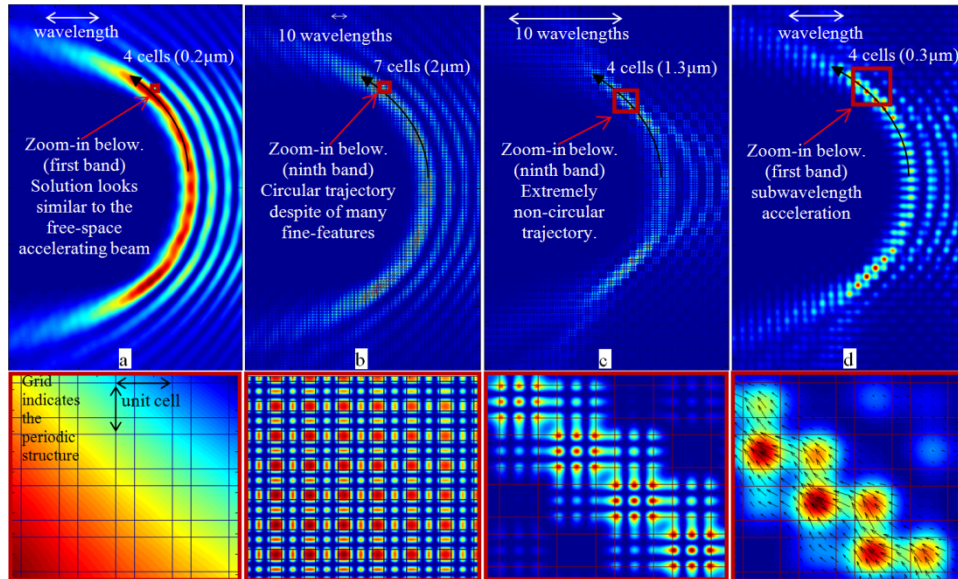 wavelength
4 cells (0.2μm)
Zoom-in below.
(first band)
Solution looks
similar to the
free-space
accelerating beam
a
10 wavelengths
7 cells (2μm)
Zoom-in below.
(ninth band)
Circular trajectory
despite of many
fine-features
b
10 wavelengths
4 cells (1.3μm)
Zoom-in below.
(ninth band)
Extremely
non-circular
trajectory.
c
wavelength
4 cells (0.3μm)
Zoom-in below.
(first band)
subwavelength
acceleration
d
Grid
indicates
the
periodic
structure
unit cell